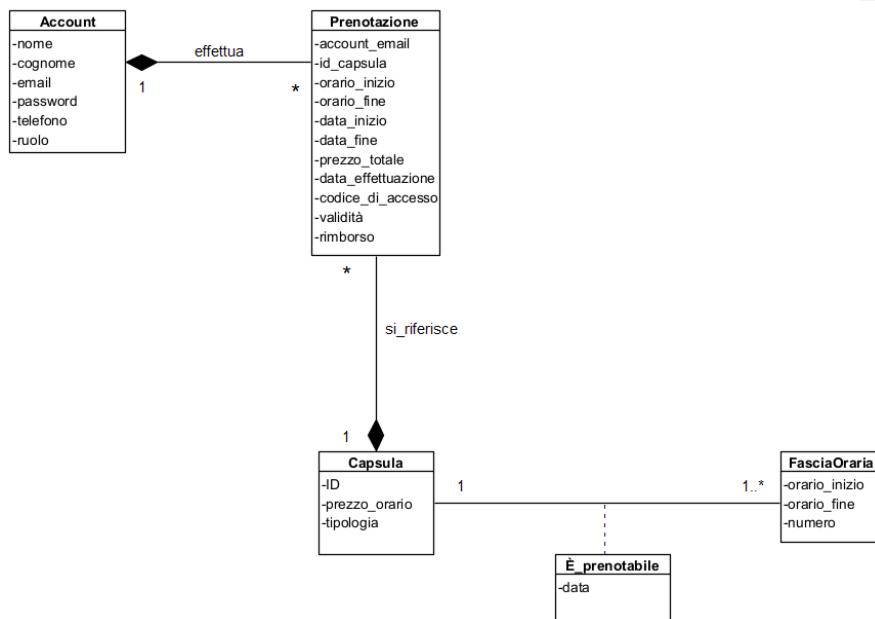 Account
-nome
-cognome
-email
-password
-telefono
-ruolo
effettua
1
*
Prenotazione
-account_email
-id_capsula
-orario_inizio
-orario_fine
-data_inizio
-data_fine
-prezzo_totale
-data_effettuazione
-codice_di_accesso
-validità
-rimborso
*
si_riferisce
1
Capsula
-ID
-prezzo_orario
-tipologia
1
1..*
FasciaOraria
-orario_inizio
-orario_fine
-numero
È_prenotabile
-data